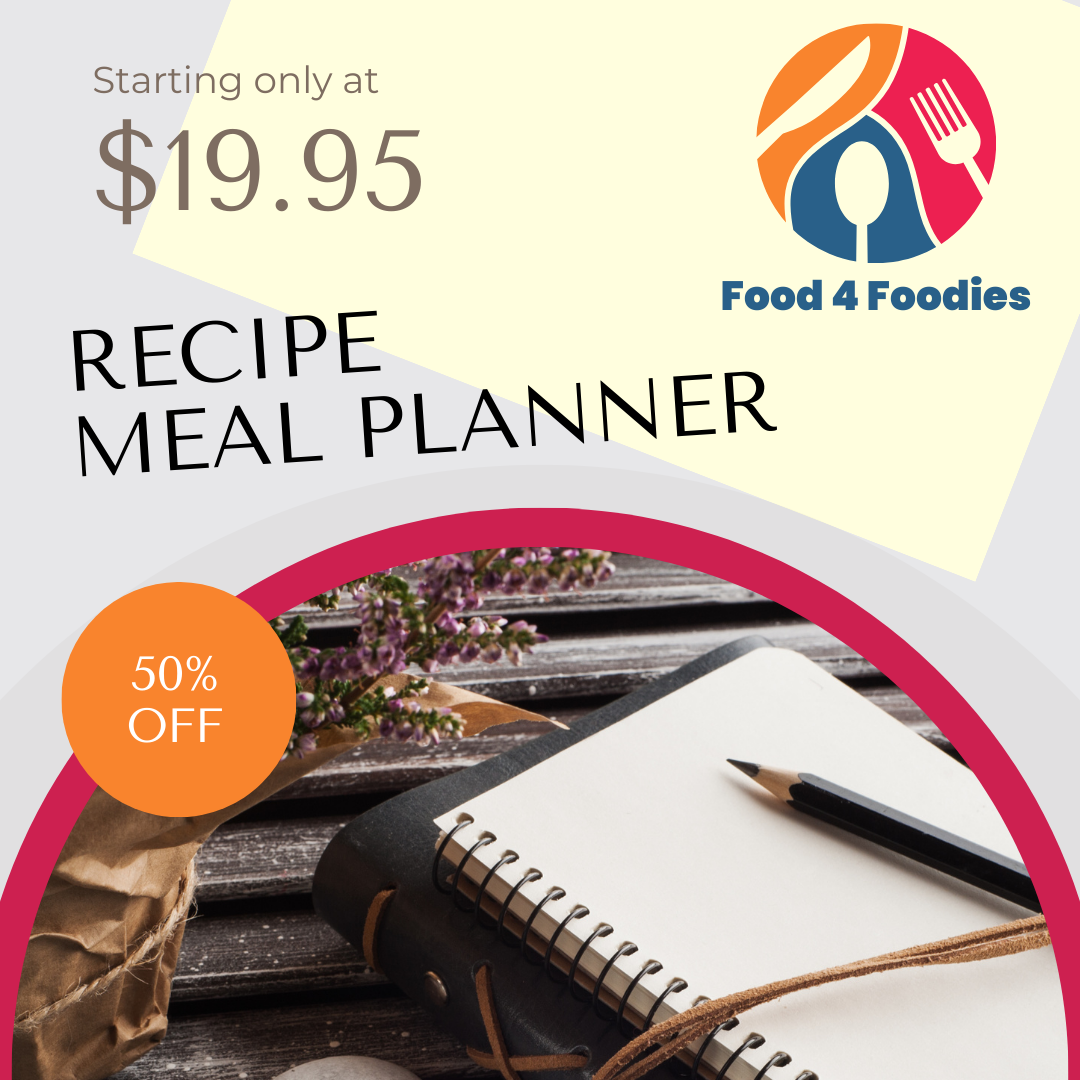 Starting only at
$19.95
Food 4 Foodies
RECIPE
MEAL PLANNER
50%
OFF